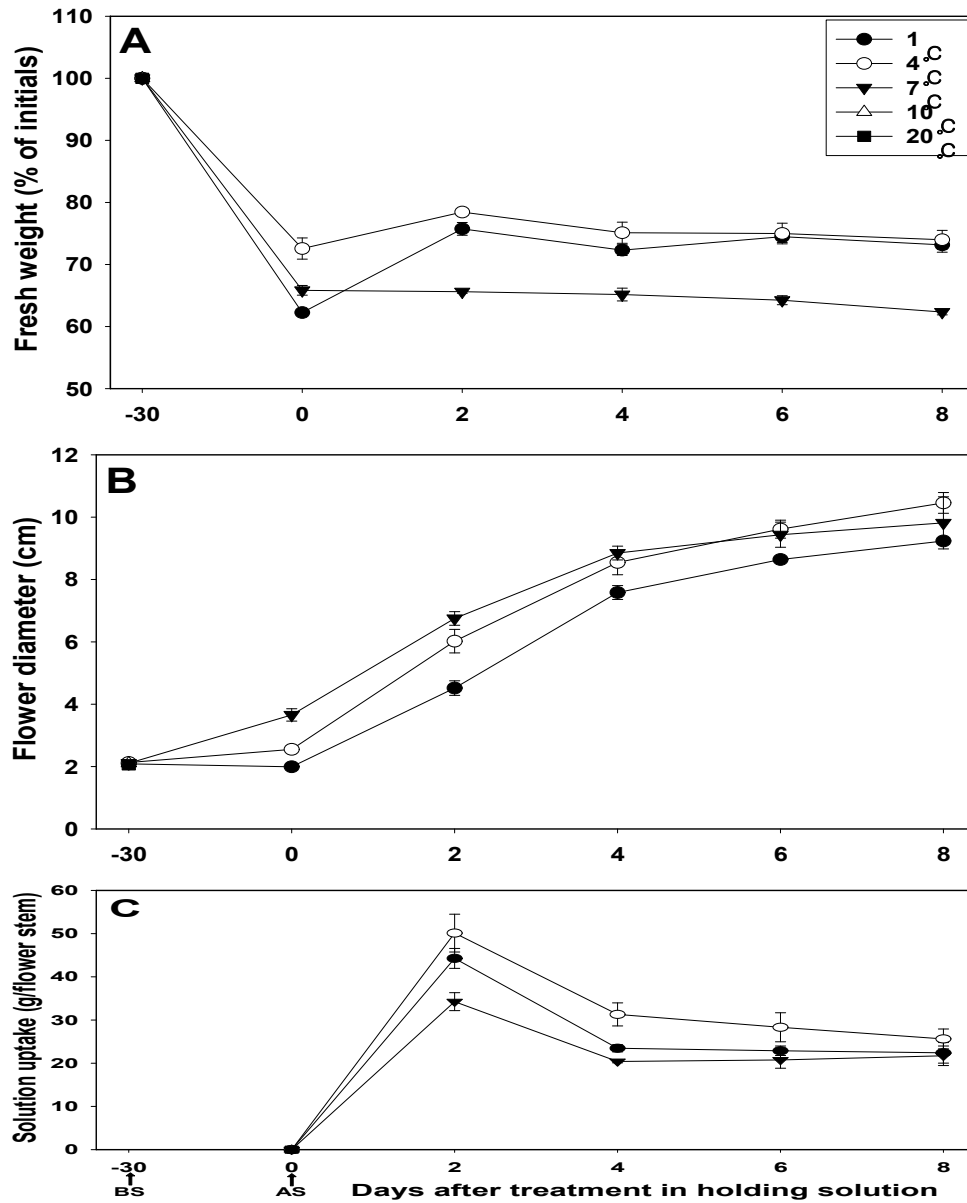 110
100
90
80
70
60
50
Fresh weight (% of initials)
A
1 °C
4 °C
7 °C
10 °C
20 °C
-30 0 2 4 6 8
12
10
8
6
4
2
0
Flower diameter (cm)
B
-30 0 2 4 6 8
60
50
40
30
20
10
0
Solution uptake (g/flower stem)
C
-30 0 2 4 6 8
BS AS Days after treatment in holding solution